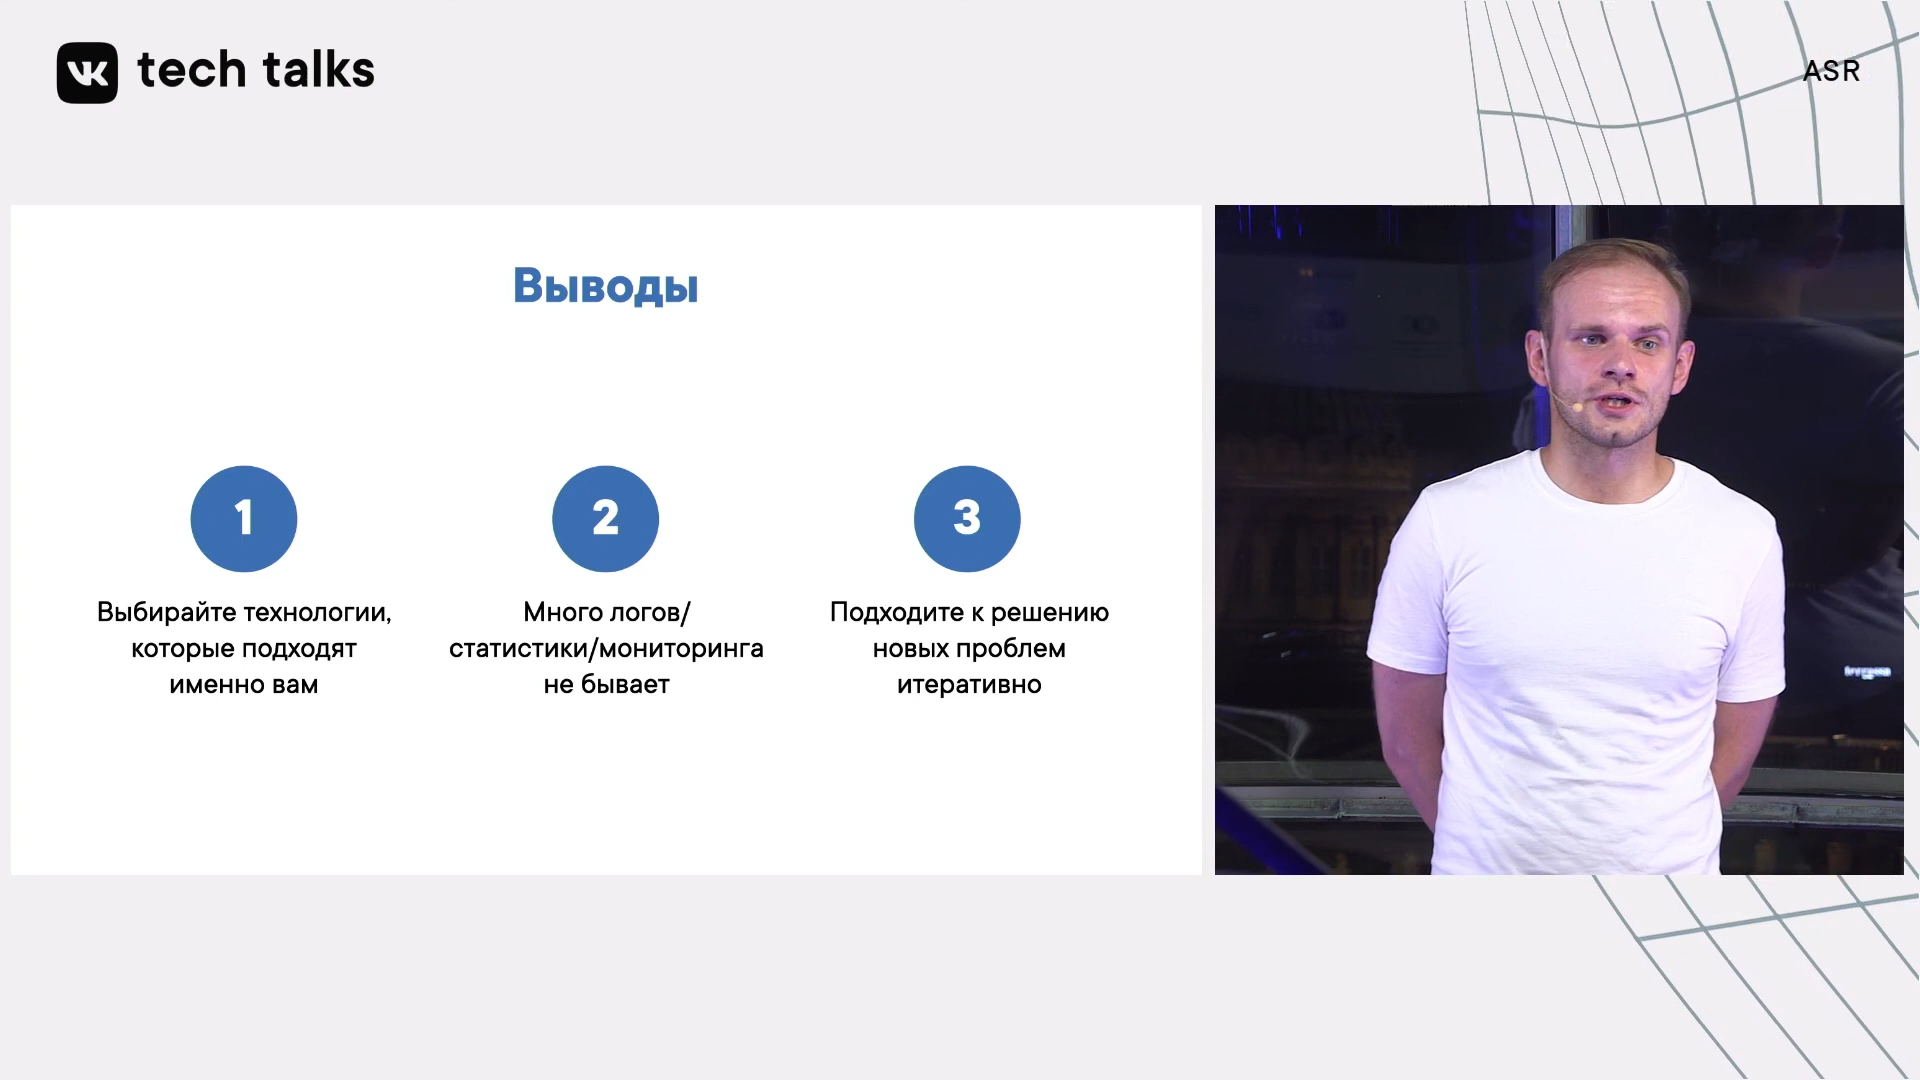 VK tech talks
ASR
Выводы
1
Выбирайте технологии,
которые подходят
именно вам
2
Много логов/
статистики/мониторинга
не бывает
3
Подходите к решению
новых проблем
итеративно